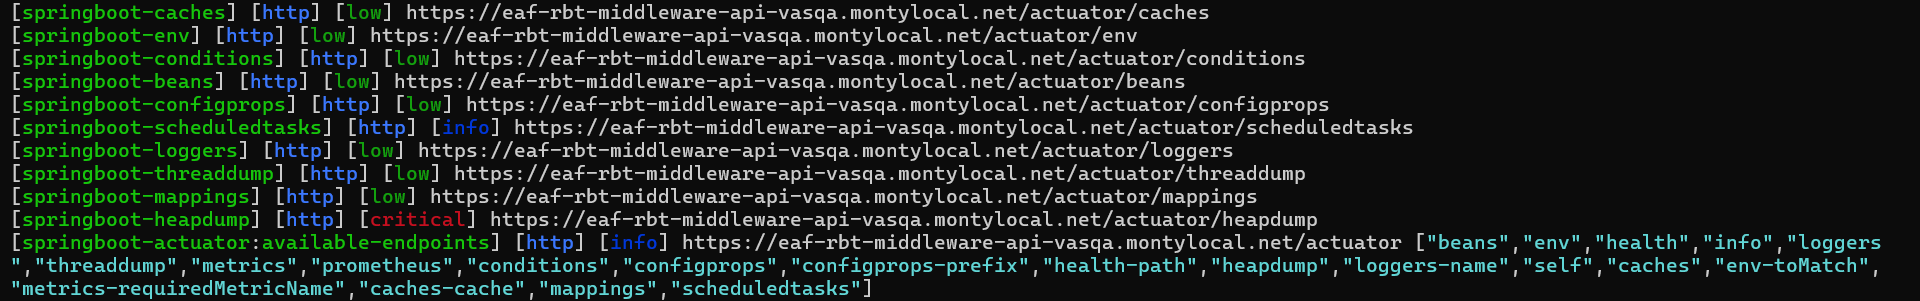 [springboot-caches] [http] [low] https://eaf-rbt-middleware-api-vasqa.montylocal.net/actuator/caches
[springboot-env] [http] [low] https://eaf-rbt-middleware-api-vasqa.montylocal.net/actuator/env
[springboot-conditions] [http] [low] https://eaf-rbt-middleware-api-vasqa.montylocal.net/actuator/conditions
[springboot-beans] [http] [low] https://eaf-rbt-middleware-api-vasqa.montylocal.net/actuator/beans
[springboot-configprops] [http] [low] https://eaf-rbt-middleware-api-vasqa.montylocal.net/actuator/configprops
[springboot-scheduledtasks] [http] [info] https://eaf-rbt-middleware-api-vasqa.montylocal.net/actuator/scheduledtasks
[springboot-loggers] [http] [low] https://eaf-rbt-middleware-api-vasqa.montylocal.net/actuator/loggers
[springboot-threaddump] [http] [low] https://eaf-rbt-middleware-api-vasqa.montylocal.net/actuator/threaddump
[springboot-mappings] [http] [low] https://eaf-rbt-middleware-api-vasqa.montylocal.net/actuator/mappings
[springboot-heapdump] [http] [critical] https://eaf-rbt-middleware-api-vasqa.montylocal.net/actuator/heapdump
[springboot-actuator:available-endpoints] [http] [info] https://eaf-rbt-middleware-api-vasqa.montylocal.net/actuator ["beans","env","health","info","loggers
","threaddump","metrics","prometheus","conditions","configprops","configprops-prefix","health-path","heapdump","loggers-name","self","caches","env-toMatch",
"metrics-requiredMetricName","caches-cache","mappings","scheduledtasks"]